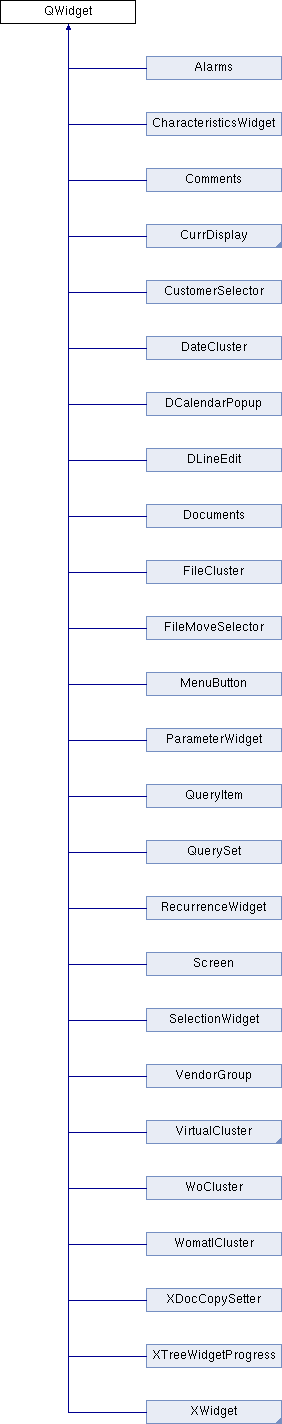 QWidget
Alarms
CharacteristicsWidget
Comments
CurrDisplay
CustomerSelector
DateCluster
DCalendarPopup
DLineEdit
Documents
FileCluster
FileMoveSelector
MenuButton
ParameterWidget
QueryItem
QuerySet
RecurrenceWidget
Screen
SelectionWidget
VendorGroup
VirtualCluster
WoCluster
WomatlCluster
XDocCopySetter
XTreeWidgetProgress
XWidget